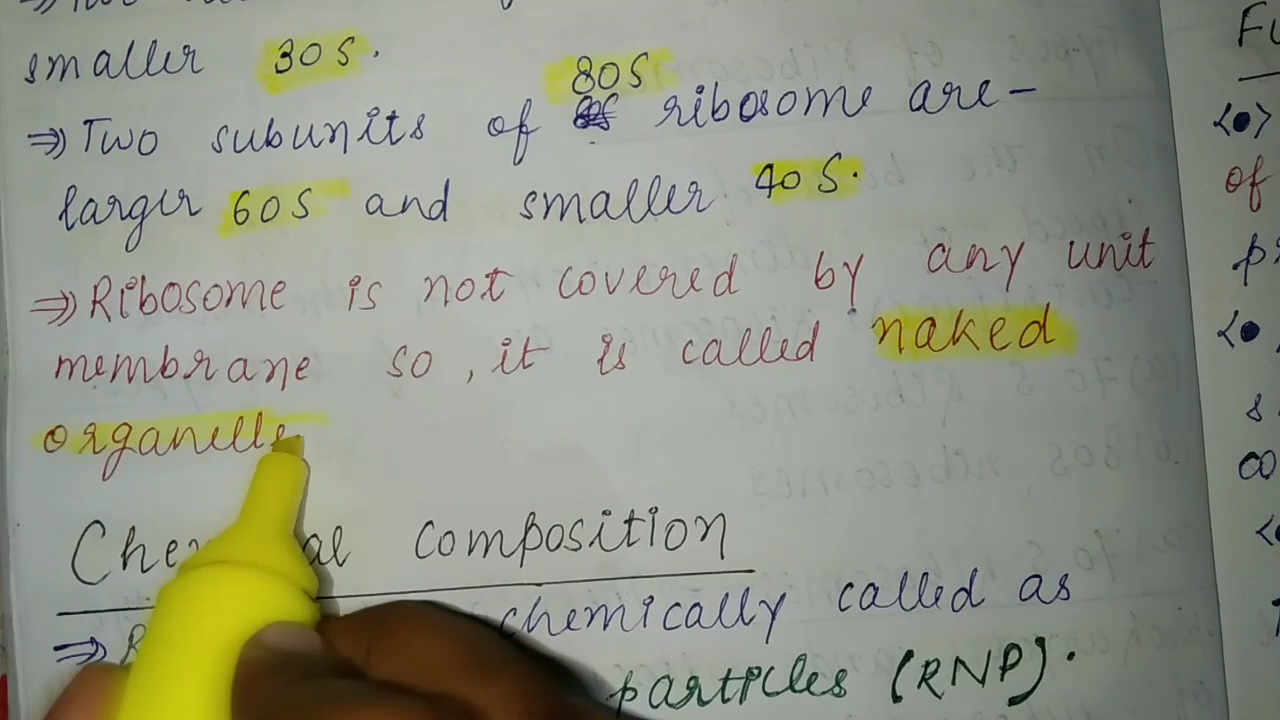 smaller 30S.
80S
⇒ Two subunits of ribosome are-
larger 60S and smaller 40S.
⇒ Ribosome is not covered by any unit
membrane so, it is called naked
organelle
Composition
⇒ chemically called as
particles (RNP).
of